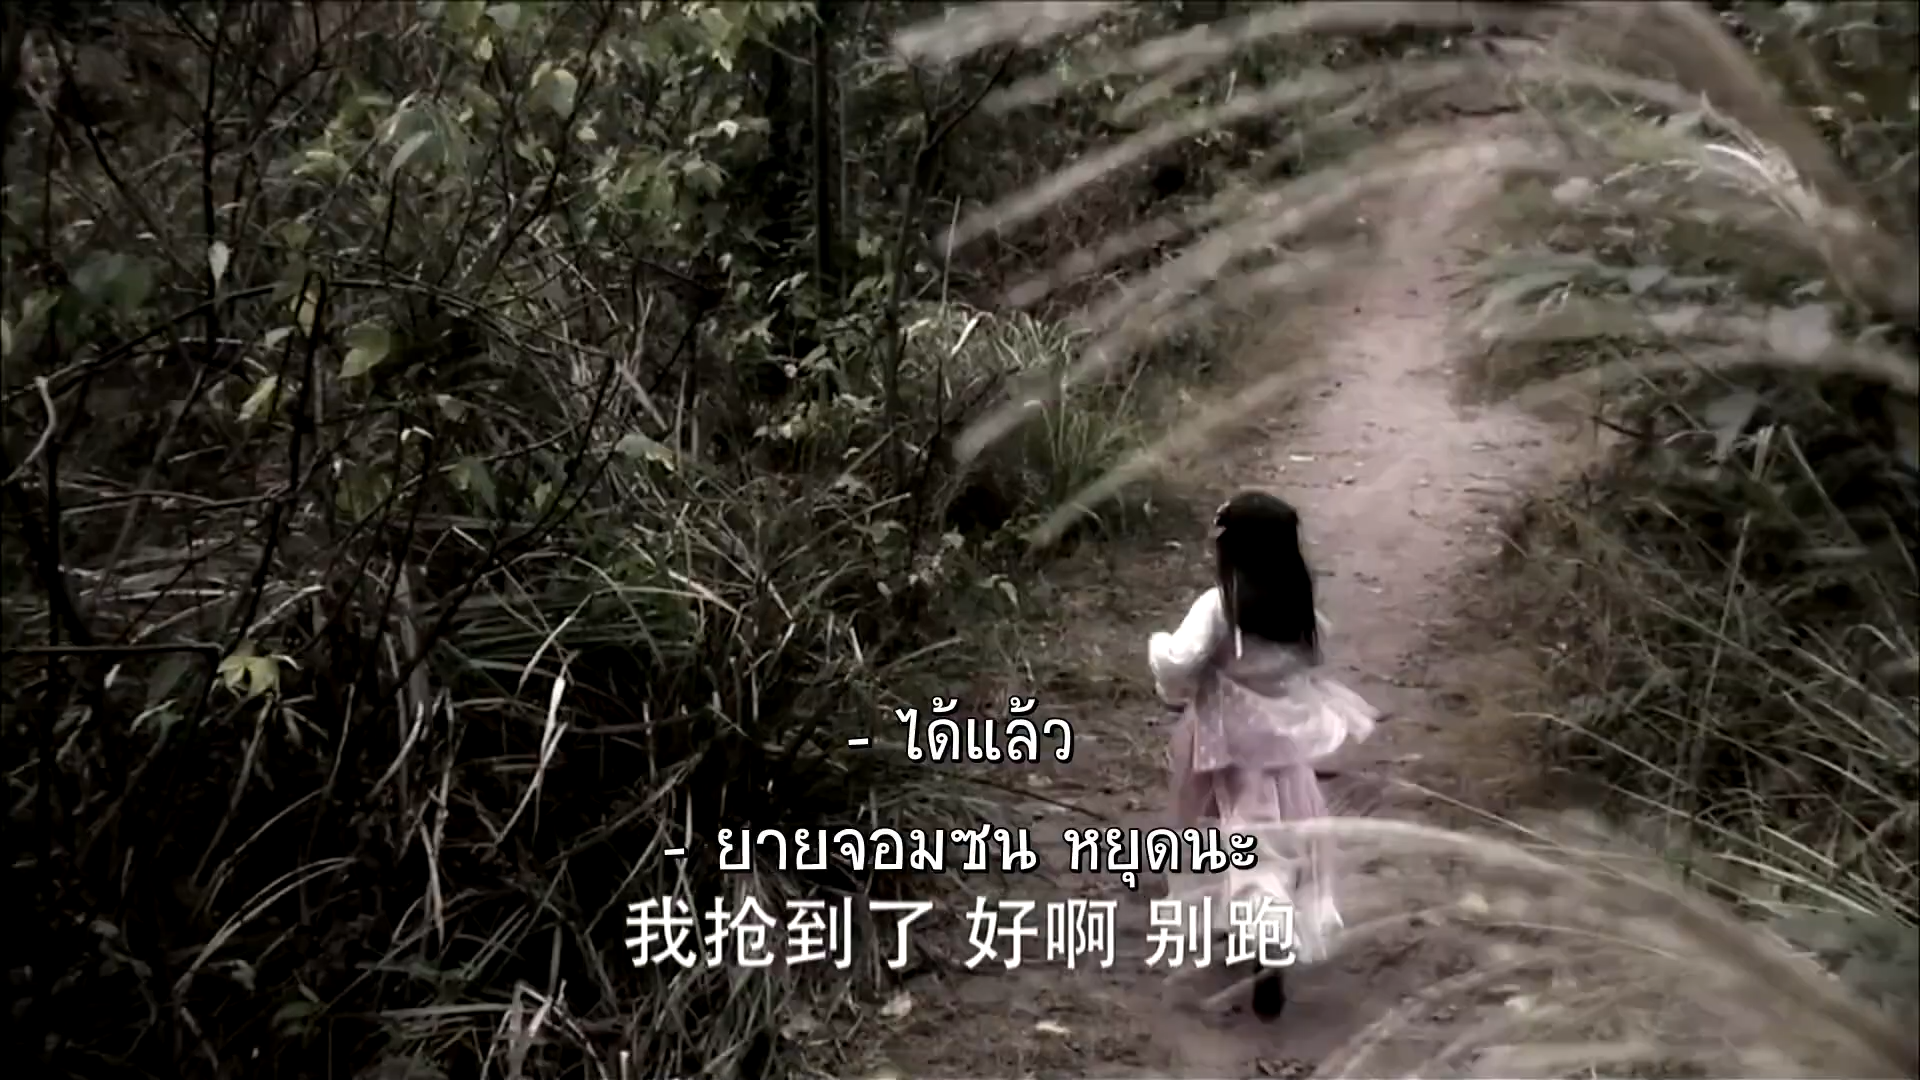 - ได้แล้ว
- ยายจอมซน หยุดนะ
我抢到了 好啊 别跑